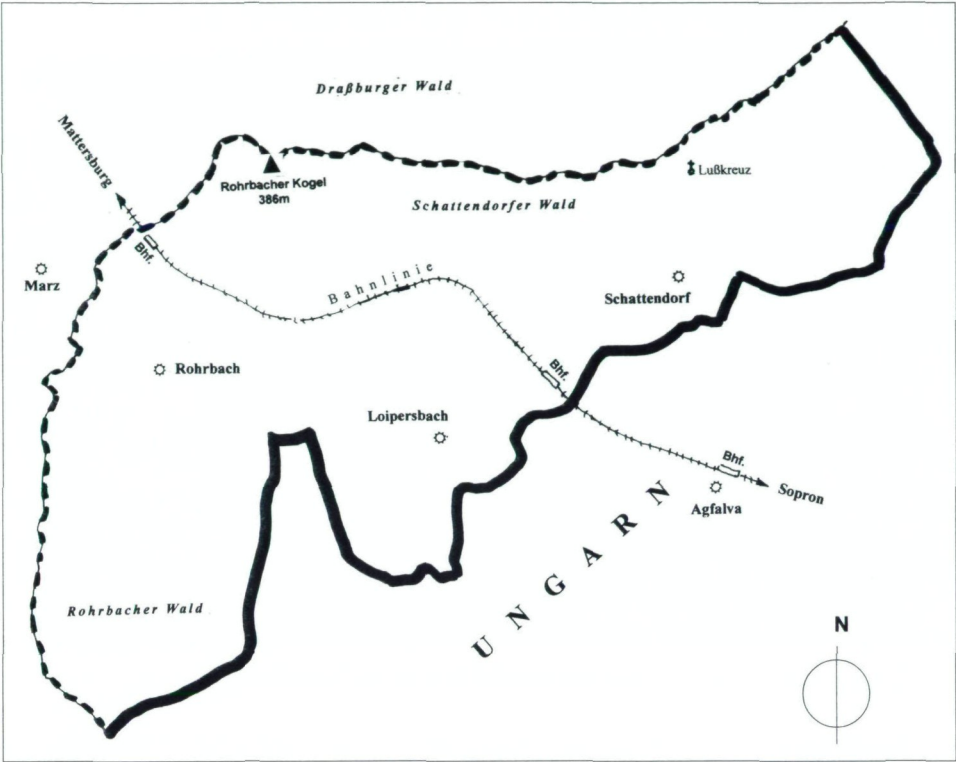 Draßburger Wald
Mattersburg
Rohrbacher Kogel
386m
Lußkreuz
Schattendorfer Wald
Bhf.
Marz
Bahnlinie
Schattendorf
Rohrbach
Bhf.
Loipersbach
Bhf.
Sopron
Agfalva
UNGARN
Rohrbacher Wald
N